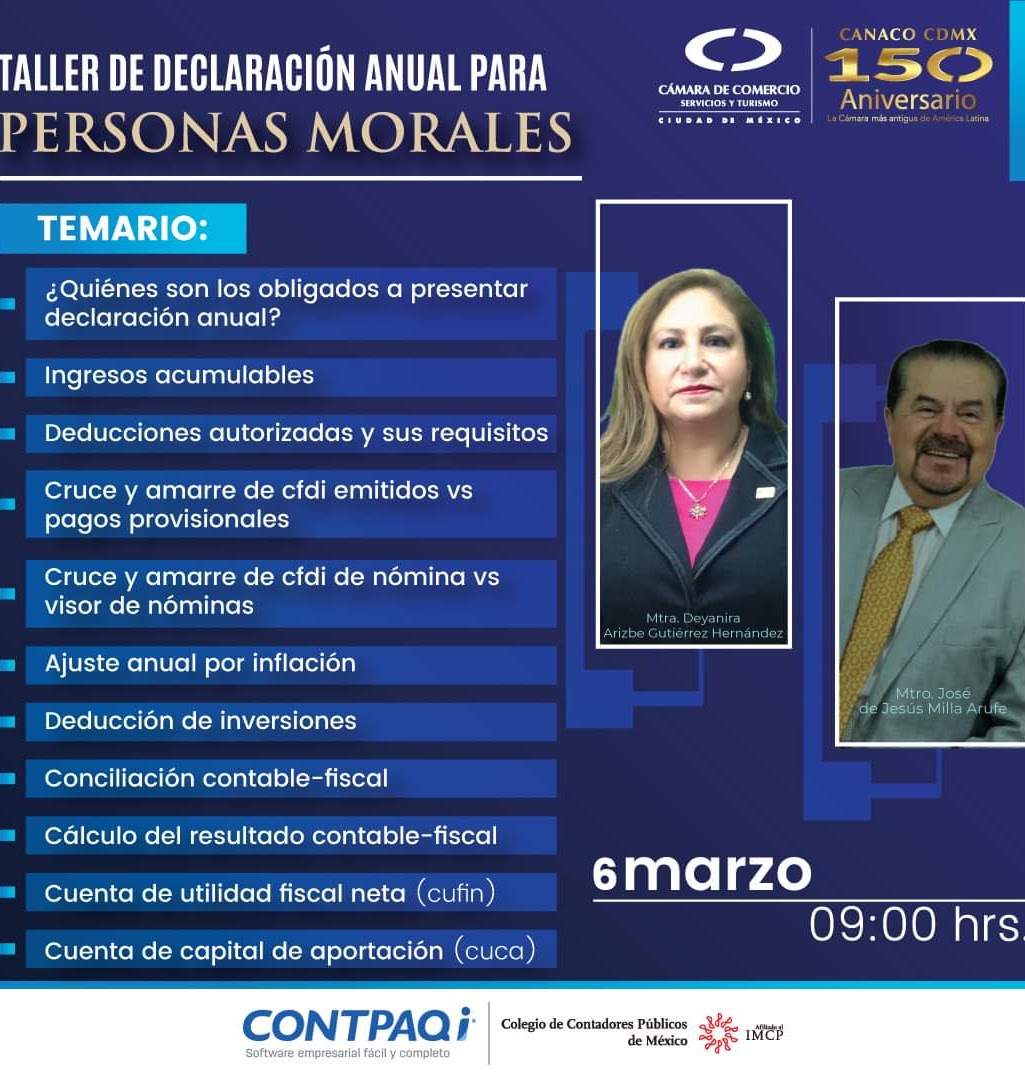 TALLER DE DECLARACIÓN ANUAL PARA
PERSONAS MORALES
CÁMARA DE COMERCIO
SERVICIOS Y TURISMO
CIUDAD DE MÉXICO
CANACO CDMX
150
Aniversario
La Cámara más antigua de América Latina
TEMARIO:
¿Quiénes son los obligados a presentar
declaración anual?
Ingresos acumulables
Deducciones autorizadas y sus requisitos
Cruce y amarre de cfdi emitidos vs
pagos provisionales
Cruce y amarre de cfdi de nómina vs
visor de nóminas
Ajuste anual por inflación
Deducción de inversiones
Conciliación contable-fiscal
Cálculo del resultado contable-fiscal
Cuenta de utilidad fiscal neta (cufin)
Cuenta de capital de aportación (cuca)
Mtra. Deyanira
Arizbe Gutiérrez Hernández
Mtro. José
de Jesús Milla Arufe
6 marzo
09:00 hrs.
CONTPAQi
Software empresarial fácil y completo
Colegio de Contadores Públicos
de México
Afiliado al
IMCP